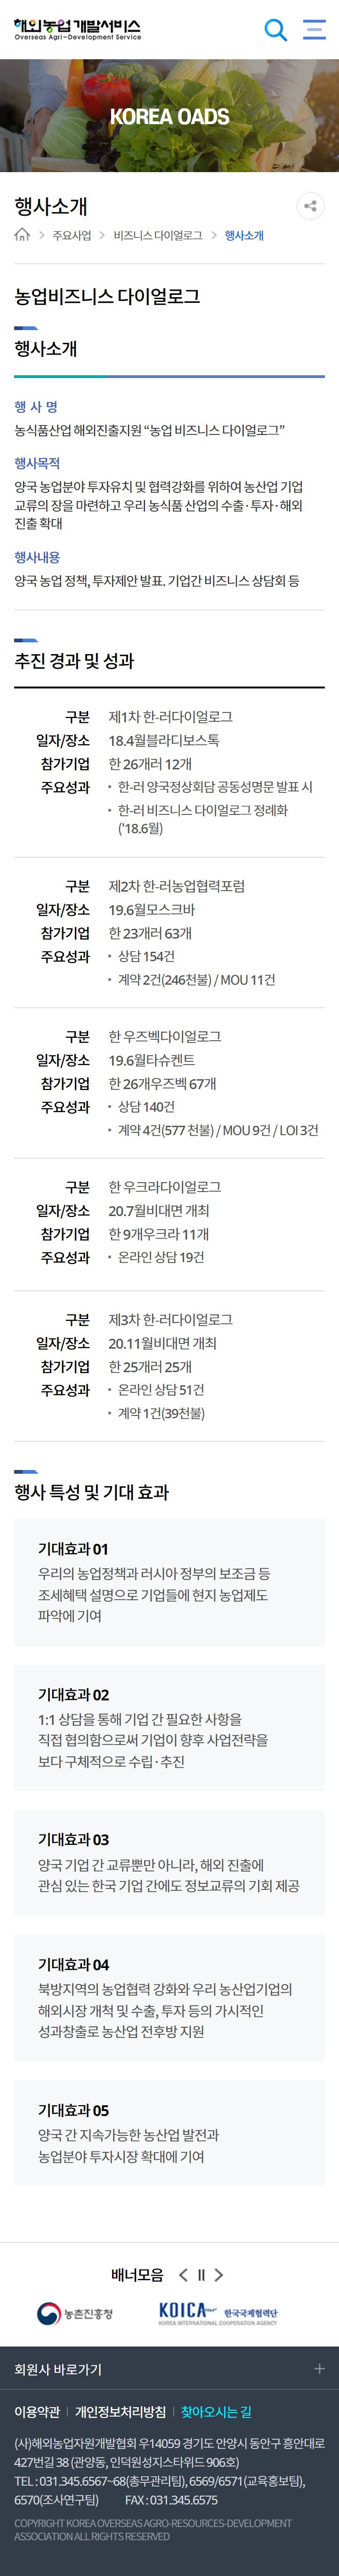 해외농업개발서비스
Overseas Agri-Development Service
KOREA OADS
행사소개
주요사업 비즈니스 다이얼로그 행사소개
농업비즈니스 다이얼로그
행사소개
행 사 명
농식품산업 해외진출지원 “농업 비즈니스 다이얼로그”
행사목적
양국 농업분야 투자유치 및 협력강화를 위하여 농산업 기업
교류의 장을 마련하고 우리 농식품 산업의 수출·투자·해외
진출 확대
행사내용
양국 농업 정책, 투자제안 발표. 기업간 비즈니스 상담회 등
추진 경과 및 성과
구분 제1차 한-러다이얼로그
일자/장소 18.4월블라디보스톡
참가기업 한 26개러 12개
주요성과 • 한-러 양국정상회담 공동성명문 발표 시
• 한-러 비즈니스 다이얼로그 정례화
('18.6월)
구분 제2차 한-러농업협력포럼
일자/장소 19.6월모스크바
참가기업 한 23개러 63개
주요성과 • 상담 154건
• 계약 2건(246천불) / MOU 11건
구분 한 우즈벡다이얼로그
일자/장소 19.6월타슈켄트
참가기업 한 26개우즈벡 67개
주요성과 • 상담 140건
• 계약 4건(577 천불) / MOU 9건 / LOI 3건
구분 한 우크라다이얼로그
일자/장소 20.7월비대면 개최
참가기업 한 9개우크라 11개
주요성과 • 온라인 상담 19건
구분 제3차 한-러다이얼로그
일자/장소 20.11월비대면 개최
참가기업 한 25개러 25개
주요성과 • 온라인 상담 51건
• 계약 1건(39천불)
행사 특성 및 기대 효과
기대효과 01
우리의 농업정책과 러시아 정부의 보조금 등
조세혜택 설명으로 기업들에 현지 농업제도
파악에 기여
기대효과 02
1:1 상담을 통해 기업 간 필요한 사항을
직접 협의함으로써 기업이 향후 사업전략을
보다 구체적으로 수립·추진
기대효과 03
양국 기업 간 교류뿐만 아니라, 해외 진출에
관심 있는 한국 기업 간에도 정보교류의 기회 제공
기대효과 04
북방지역의 농업협력 강화와 우리 농산업기업의
해외시장 개척 및 수출, 투자 등의 가시적인
성과창출로 농산업 전후방 지원
기대효과 05
양국 간 지속가능한 농산업 발전과
농업분야 투자시장 확대에 기여
배너모음
농촌진흥청 KOICA 한국국제협력단
KOREA INTERNATIONAL COOPERATION AGENCY
회원사 바로가기
이용약관 개인정보처리방침 찾아오시는 길
(사)해외농업자원개발협회 우14059 경기도 안양시 동안구 흥안대로
427번길 38 (관양동, 인덕원성지스타위드 906호)
TEL : 031.345.6567~68(총무관리팀), 6569/6571(교육홍보팀),
6570(조사연구팀) FAX : 031.345.6575
COPYRIGHT KOREA OVERSEAS AGRO-RESOURCES-DEVELOPMENT
ASSOCIATION ALL RIGHTS RESERVED